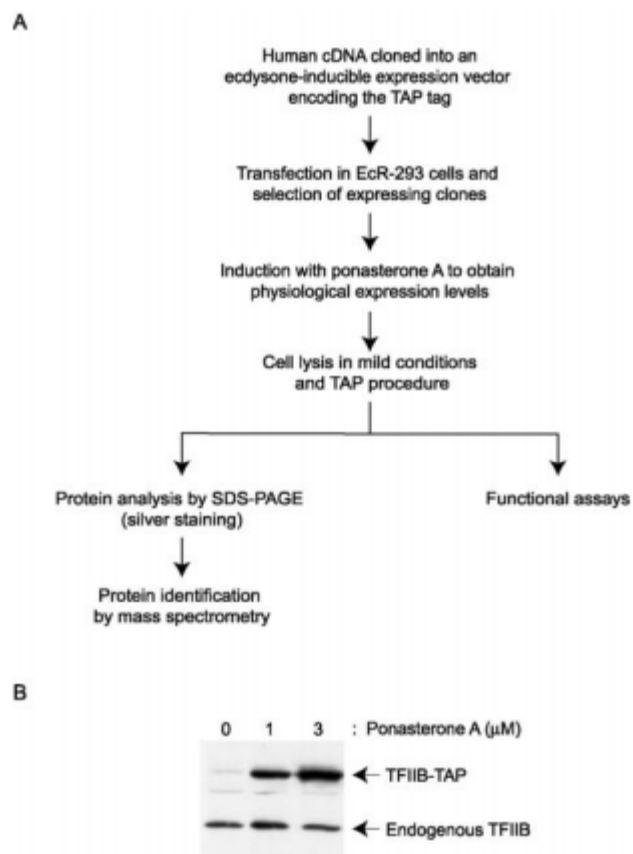 A
Human cDNA cloned into an
ecdysone-inducible expression vector
encoding the TAP tag
Transfection in EcR-293 cells and
selection of expressing clones
Induction with ponasterone A to obtain
physiological expression levels
Cell lysis in mild conditions
and TAP procedure
Protein analysis by SDS-PAGE
(silver staining)
Functional assays
Protein identification
by mass spectrometry
B
0 1 3 : Ponasterone A (μM)
TFIIB-TAP
Endogenous TFIIB